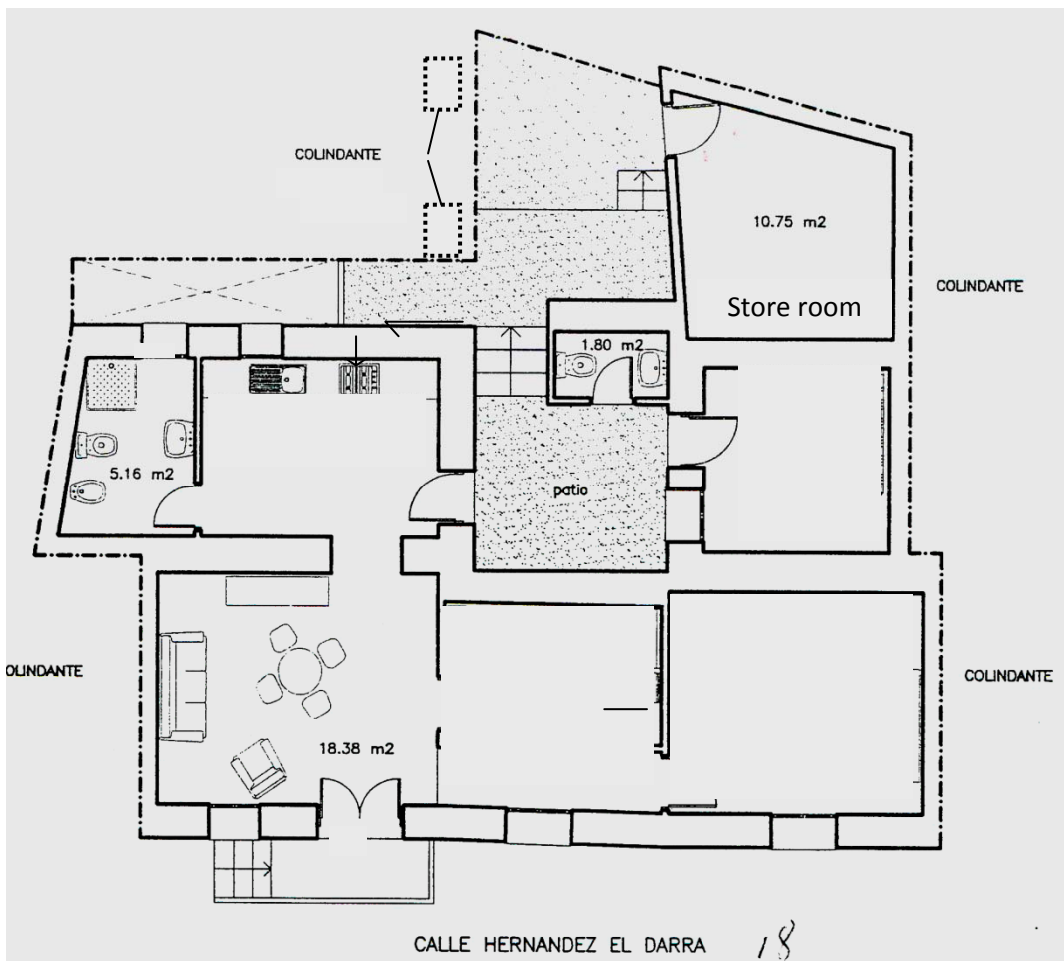 COLINDANTE
10.75 m2
COLINDANTE
Store room
1.80 m2
5.16 m2
patio
OLINDANTE
COLINDANTE
18.38 m2
CALLE HERNANDEZ EL DARRA 18